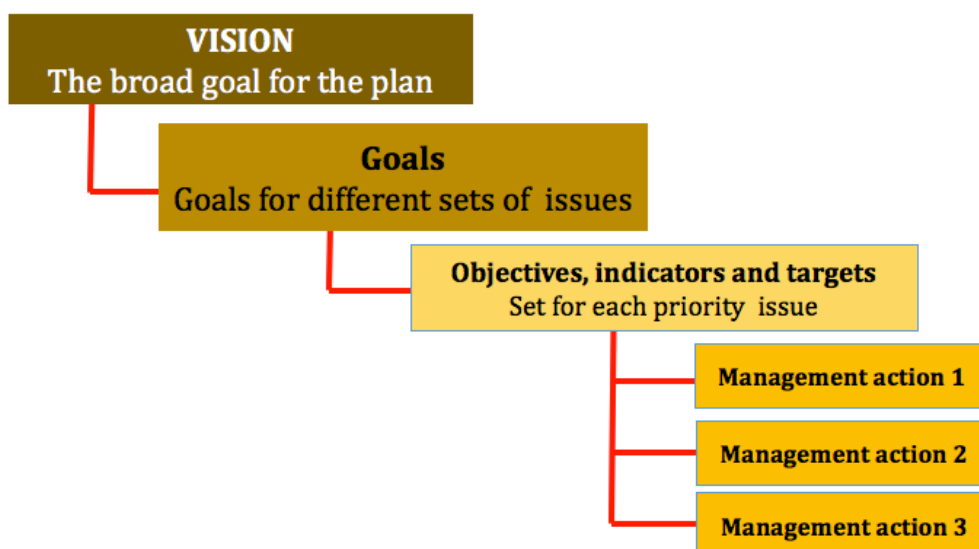 VISION
The broad goal for the plan
Goals
Goals for different sets of issues
Objectives, indicators and targets
Set for each priority issue
Management action 1
Management action 2
Management action 3